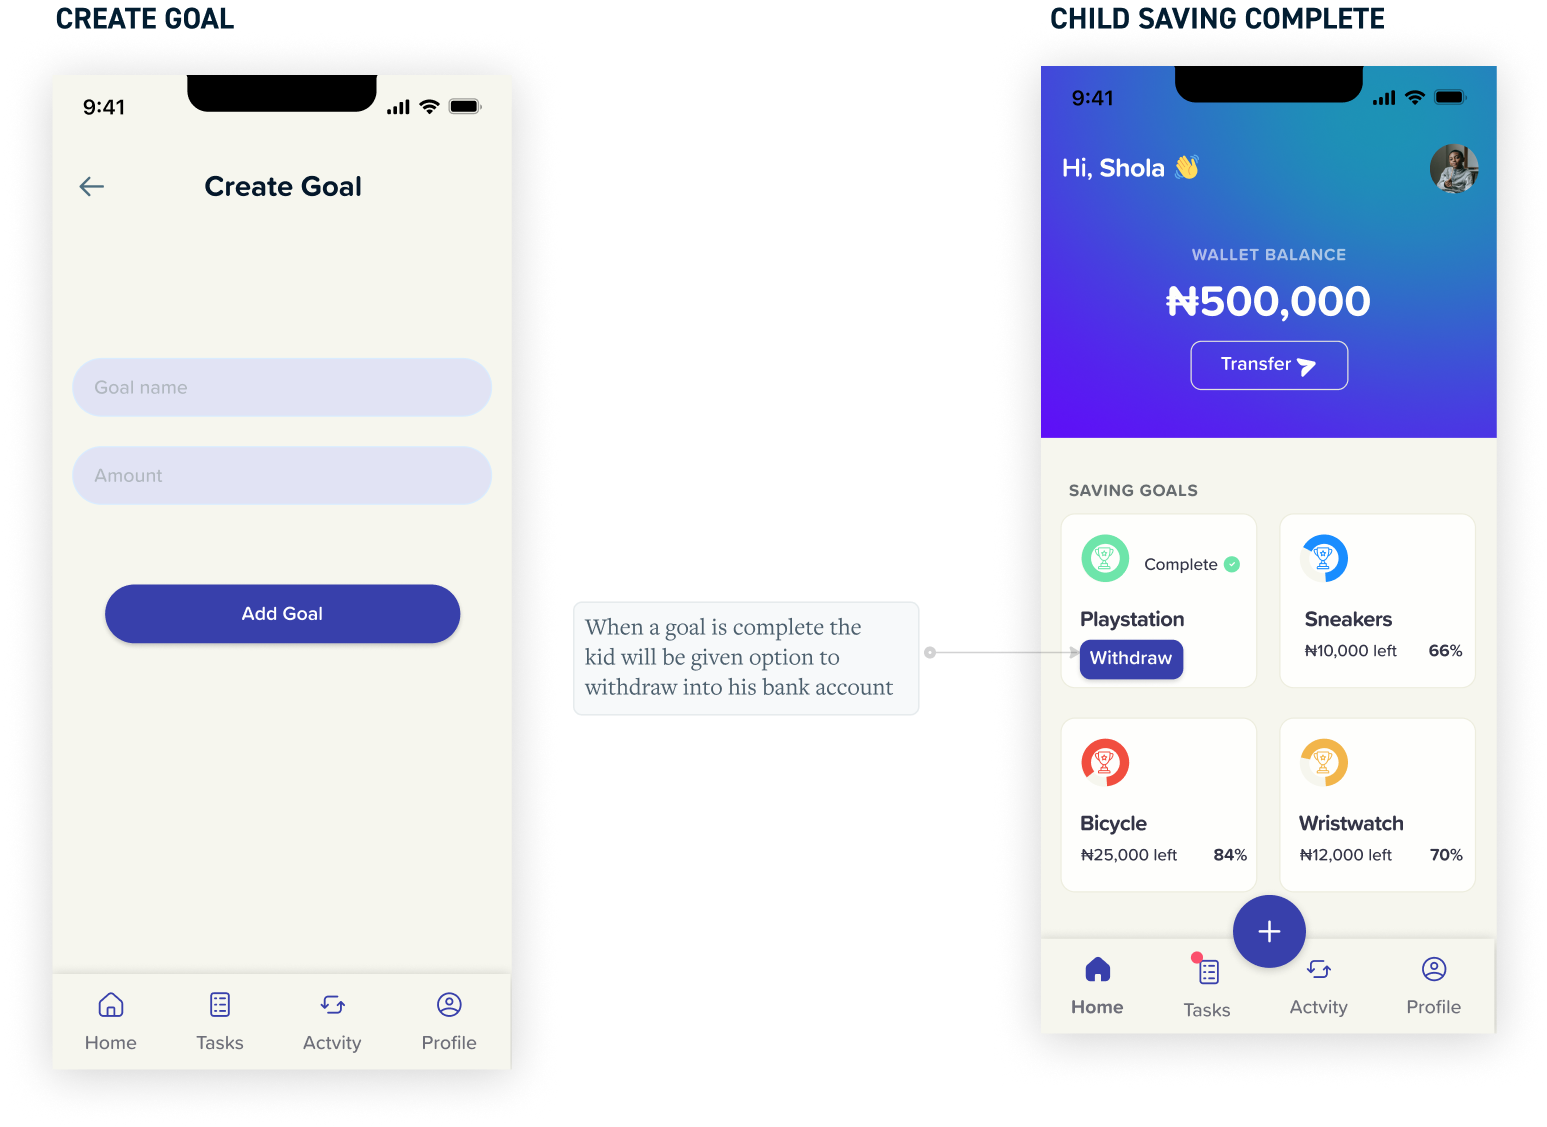 CREATE GOAL
9:41
Create Goal
Goal name
Amount
Add Goal
Home
Tasks
Actvity
Profile
When a goal is complete the
kid will be given option to
withdraw into his bank account
CHILD SAVING COMPLETE
9:41
Hi, Shola 👋
WALLET BALANCE
₦500,000
Transfer
SAVING GOALS
Complete
Playstation
Withdraw
Sneakers
₦10,000 left 66%
Bicycle
₦25,000 left 84%
Wristwatch
₦12,000 left 70%
Home
Tasks
Actvity
Profile